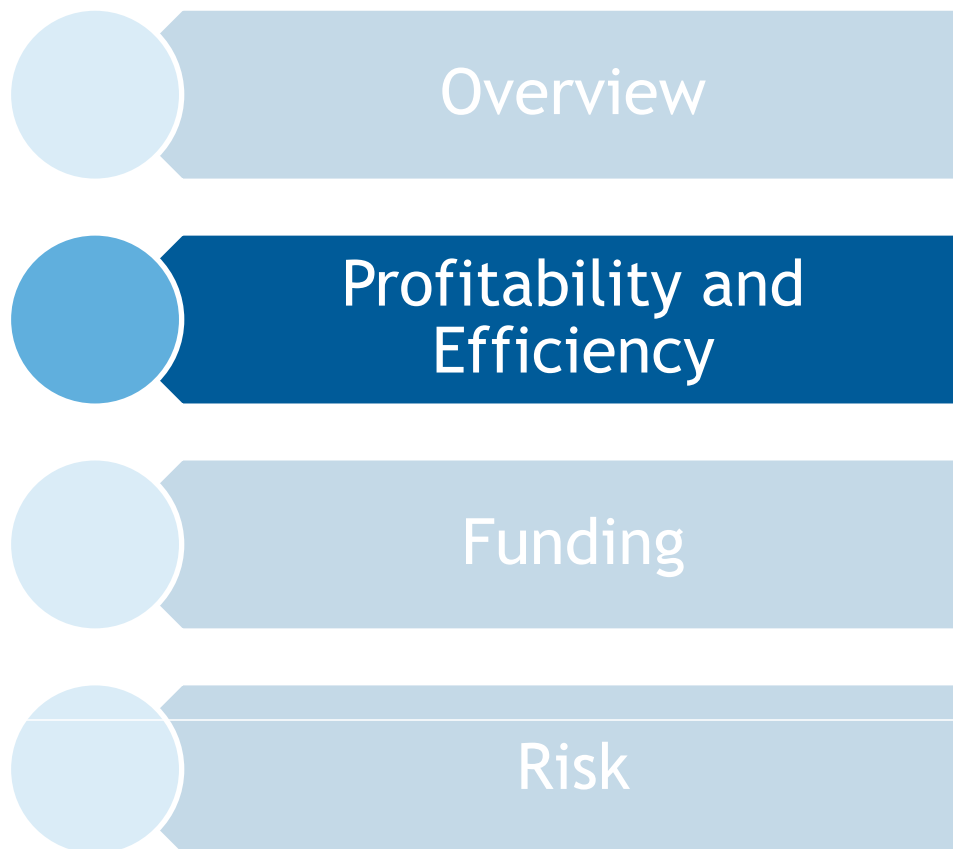 Overview
Profitability and
Efficiency
Funding
Risk